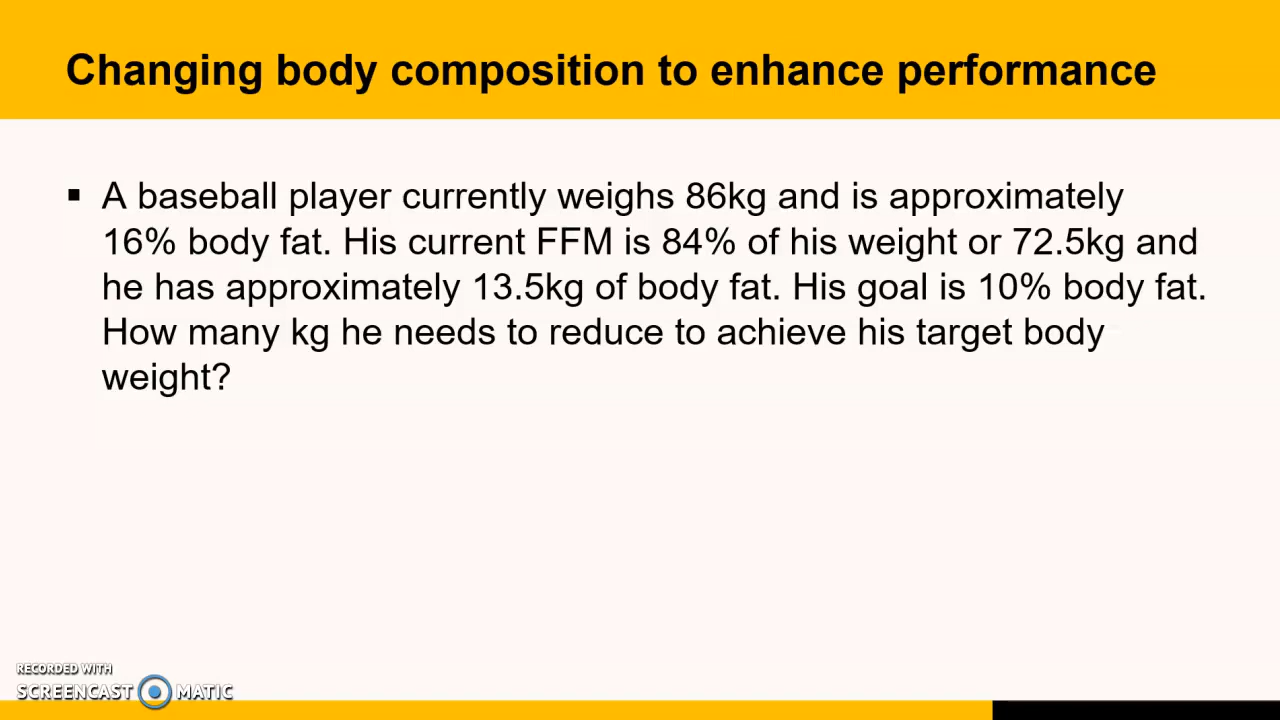 Changing body composition to enhance performance
▪ A baseball player currently weighs 86kg and is approximately
16% body fat. His current FFM is 84% of his weight or 72.5kg and
he has approximately 13.5kg of body fat. His goal is 10% body fat.
How many kg he needs to reduce to achieve his target body
weight?
RECORDED WITH
SCREENCAST MATIC